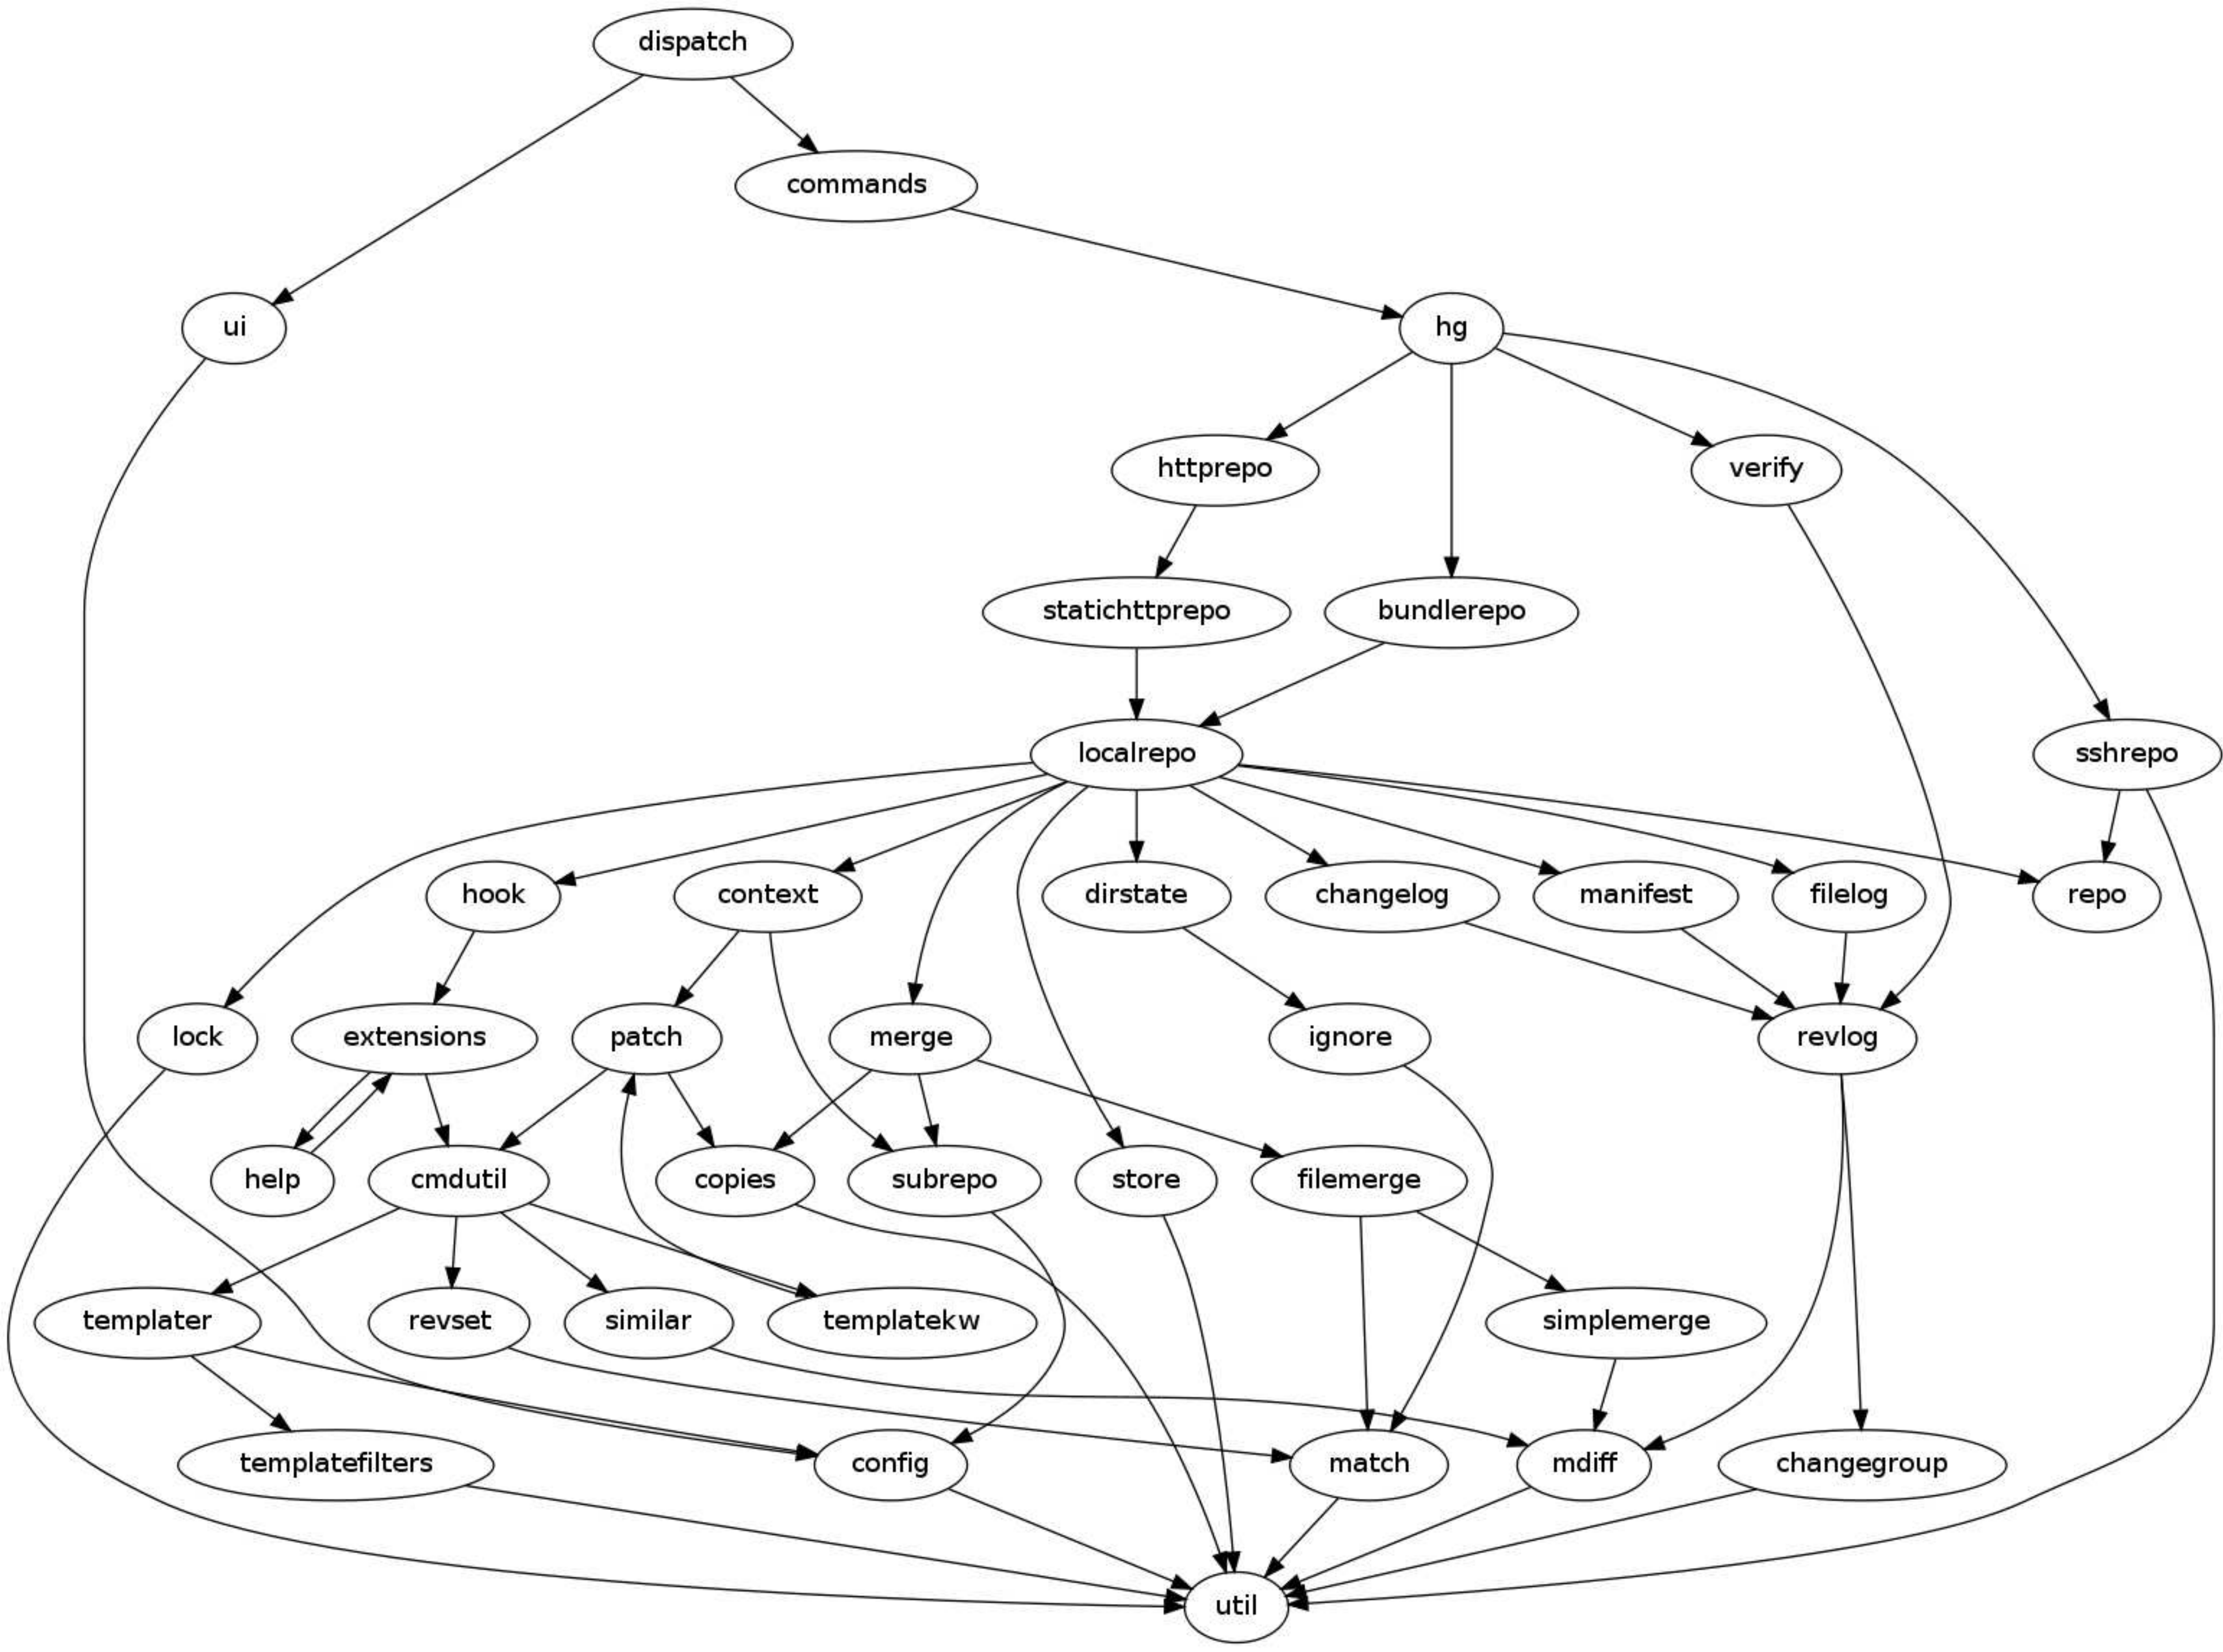 dispatch
commands
ui
hg
httprepo
verify
statichttprepo
bundlerepo
localrepo
sshrepo
hook
context
dirstate
changelog
manifest
filelog
repo
lock
extensions
patch
merge
ignore
revlog
help
cmdutil
copies
subrepo
store
filemerge
templater
revset
similar
templatekw
simplemerge
templatefilters
config
match
mdiff
changegroup
util